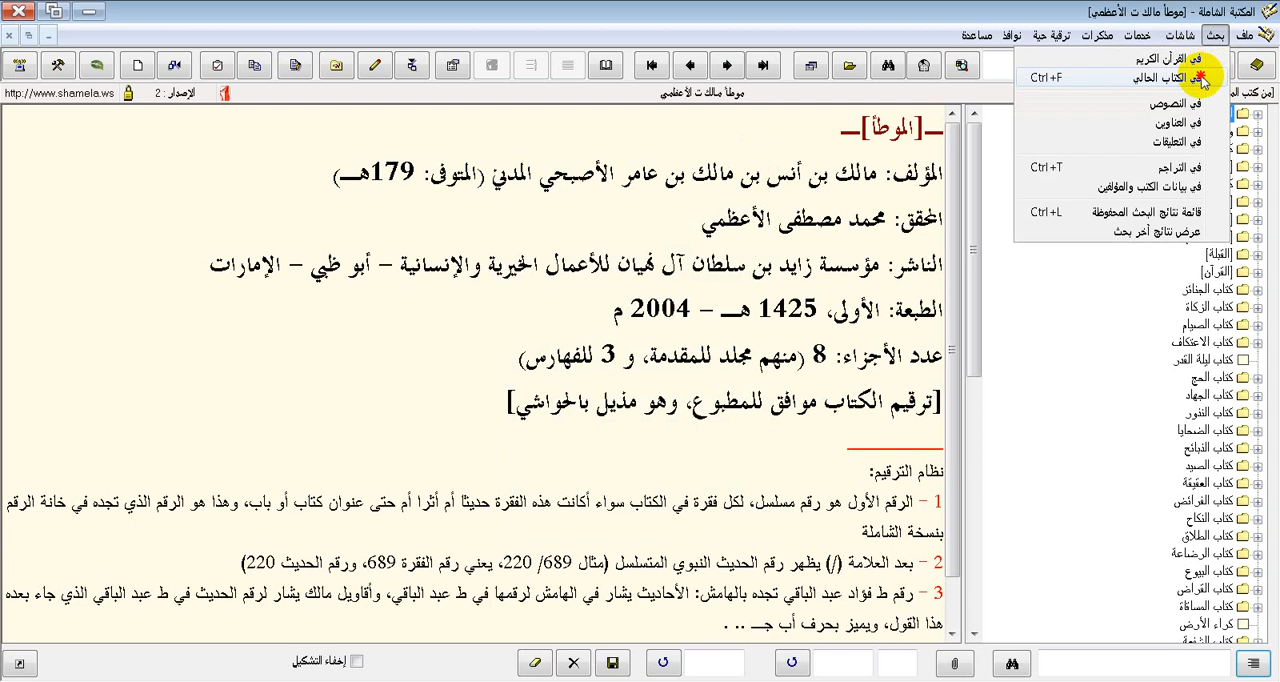 المكتبة الشاملة - [موطأ مالك ت الأعظمي]
ملف بحث شاشات خدمات مذكرات ترقية حية نوافذ مساعدة
في القرآن الكريم
في الكتاب الحالي Ctrl+F
في النصوص
في العناوين
في التعليقات
في التراجم Ctrl+T
في بيانات الكتب والمؤلفين
قائمة نتائج البحث المحفوظة Ctrl+L
عرض نتائج آخر بحث
موطأ مالك ت الأعظمي
الإصدار: 2
http://www.shamela.ws
[من كتب الم
ـــ[الموطأ]ـــ
المؤلف: مالك بن أنس بن مالك بن عامر الأصبحي المدني (المتوفى: 179هـــ)
المحقق: محمد مصطفى الأعظمي
الناشر: مؤسسة زايد بن سلطان آل نهيان للأعمال الخيرية والإنسانية – أبو ظبي – الإمارات
الطبعة: الأولى، 1425 هـــ – 2004 م
عدد الأجزاء: 8 (منهم مجلد للمقدمة، و 3 للفهارس)
[ترقيم الكتاب موافق للمطبوع، وهو مذيل بالحواشي]
نظام الترقيم:
1 – الرقم الأول هو رقم مسلسل، لكل فقرة في الكتاب سواء أكانت هذه الفقرة حديثا أم أثرا أم حتى عنوان كتاب أو باب، وهذا هو الرقم الذي تجده في خانة الرقم
بنسخة الشاملة
2 – بعد العلامة (/) يظهر رقم الحديث النبوي المتسلسل (مثال 689/ 220، يعني رقم الفقرة 689، ورقم الحديث 220)
3 – رقم ط فؤاد عبد الباقي تجده بالهامش: الأحاديث يشار في الهامش لرقمها في ط عبد الباقي، وأقاويل مالك يشار لرقم الحديث في ط عبد الباقي الذي جاء بعده
هذا القول، ويميز بحرف أب جـــ .. .
[القبلة]
[القرآن]
كتاب الجنائز
كتاب الزكاة
كتاب الصيام
كتاب الاعتكاف
كتاب ليلة القدر
كتاب الحج
كتاب الجهاد
كتاب النذور
كتاب الضحايا
كتاب الذبائح
كتاب الصيد
كتاب العقيقة
كتاب الفرائض
كتاب النكاح
كتاب الطلاق
كتاب الرضاعة
كتاب البيوع
كتاب القراض
كتاب المساقاة
كراء الأرض
كتاب الشفعة
إخفاء التشكيل